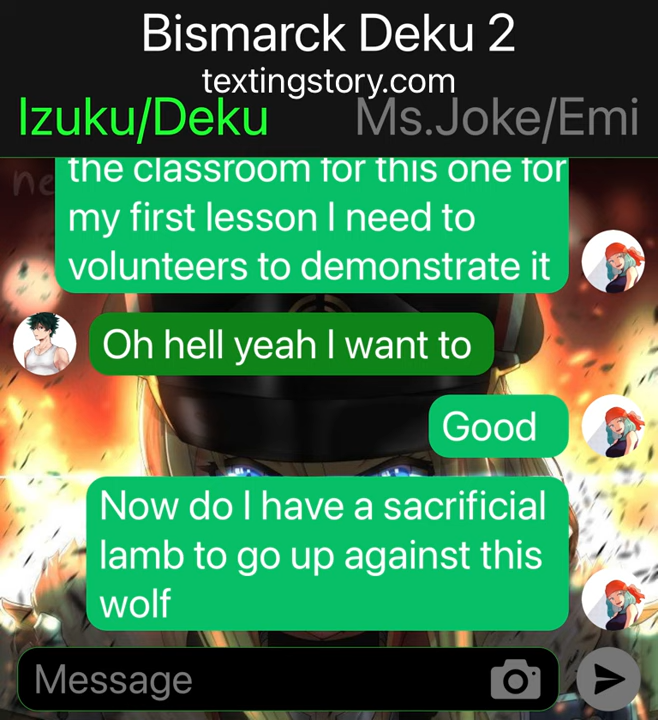 Bismarck Deku 2
textingstory.com
Izuku/Deku
Ms.Joke/Emi
ne
the classroom for this one for
my first lesson I need to
volunteers to demonstrate it
Oh hell yeah I want to
Good
Now do I have a sacrificial
lamb to go up against this
wolf
Message